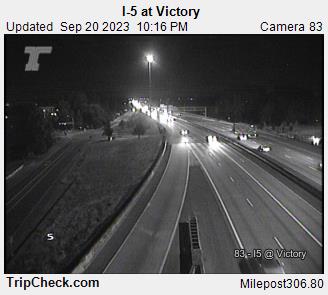 I-5 at Victory
Updated  Sep 20 2023  10:16 PM  Camera 83
T
S
83 - I5 @ Victory
TripCheck.com  Milepost306.80